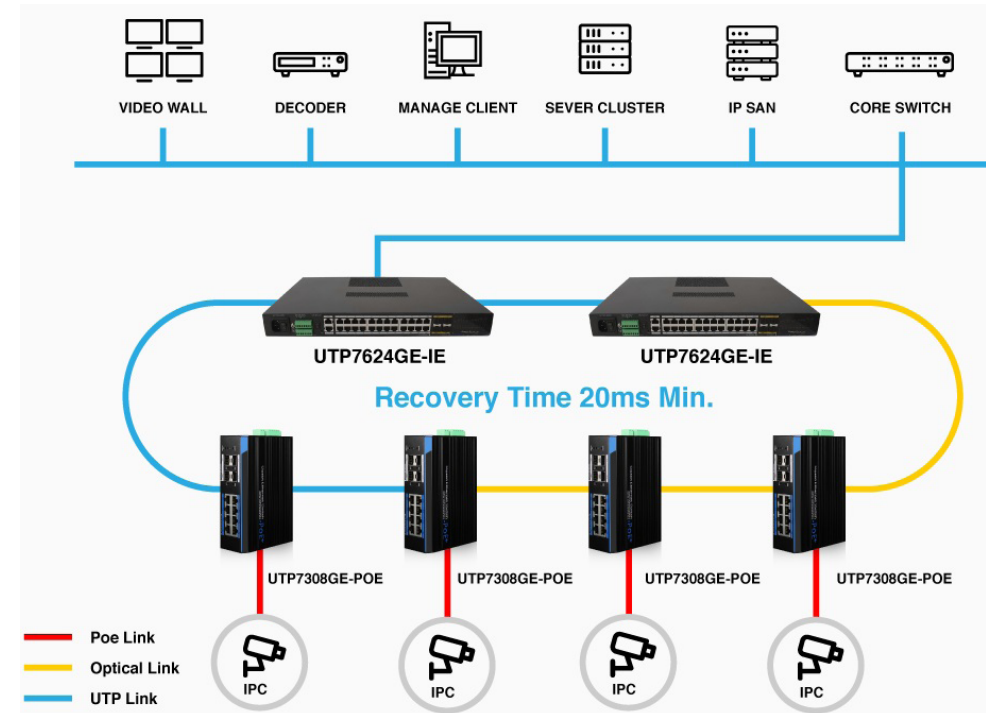 VIDEO WALL
DECODER
MANAGE CLIENT
SEVER CLUSTER
IP SAN
CORE SWITCH
UTP7624GE-IE
UTP7624GE-IE
Recovery Time 20ms Min.
UTP7308GE-POE
UTP7308GE-POE
UTP7308GE-POE
UTP7308GE-POE
Poe Link
Optical Link
UTP Link
IPC
IPC
IPC
IPC